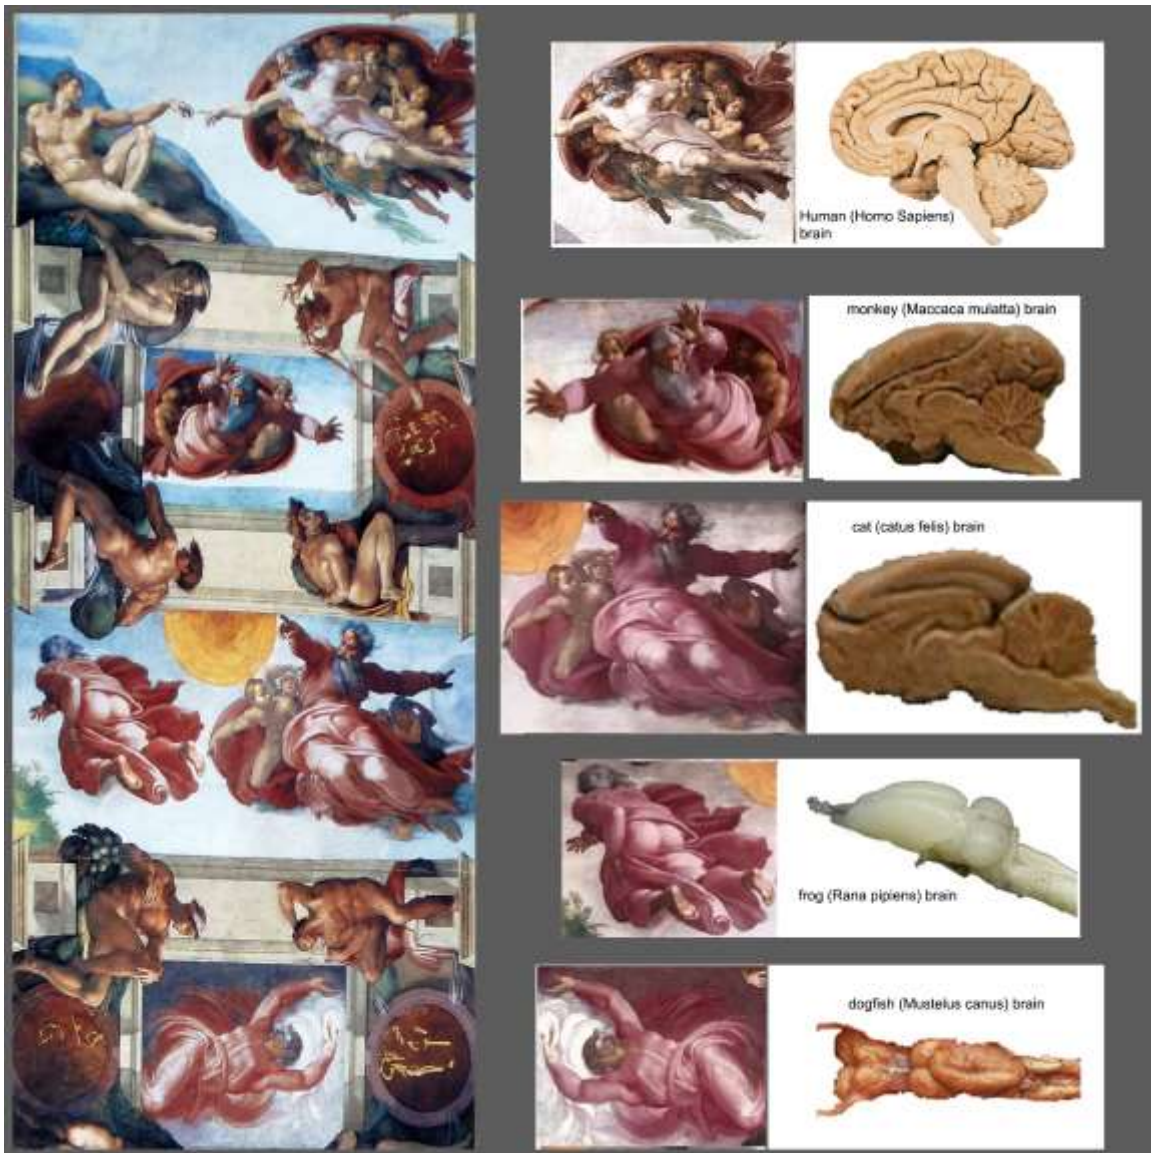 Human (Homo Sapiens)
brain
monkey (Maccaca mulatta) brain
cat (catus felis) brain
frog (Rana pipiens) brain
dogfish (Mustelus canus) brain